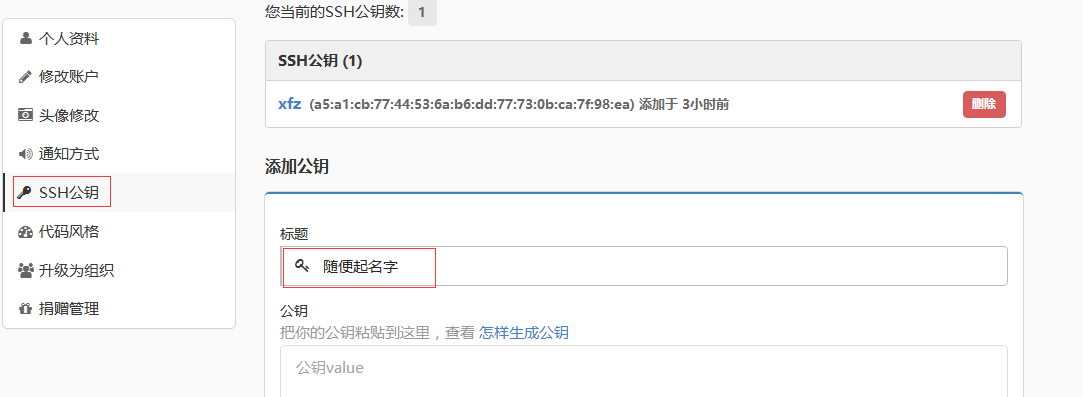 您当前的SSH公钥数: 1
个人资料
修改账户
头像修改
通知方式
SSH公钥
代码风格
升级为组织
捐赠管理
SSH公钥 (1)
xfz (a5:a1:cb:77:44:53:6a:b6:dd:77:73:0b:ca:7f:98:ea) 添加于 3小时前 删除
添加公钥
标题
随便起名字
公钥
把你的公钥粘贴到这里，查看 怎样生成公钥
公钥value